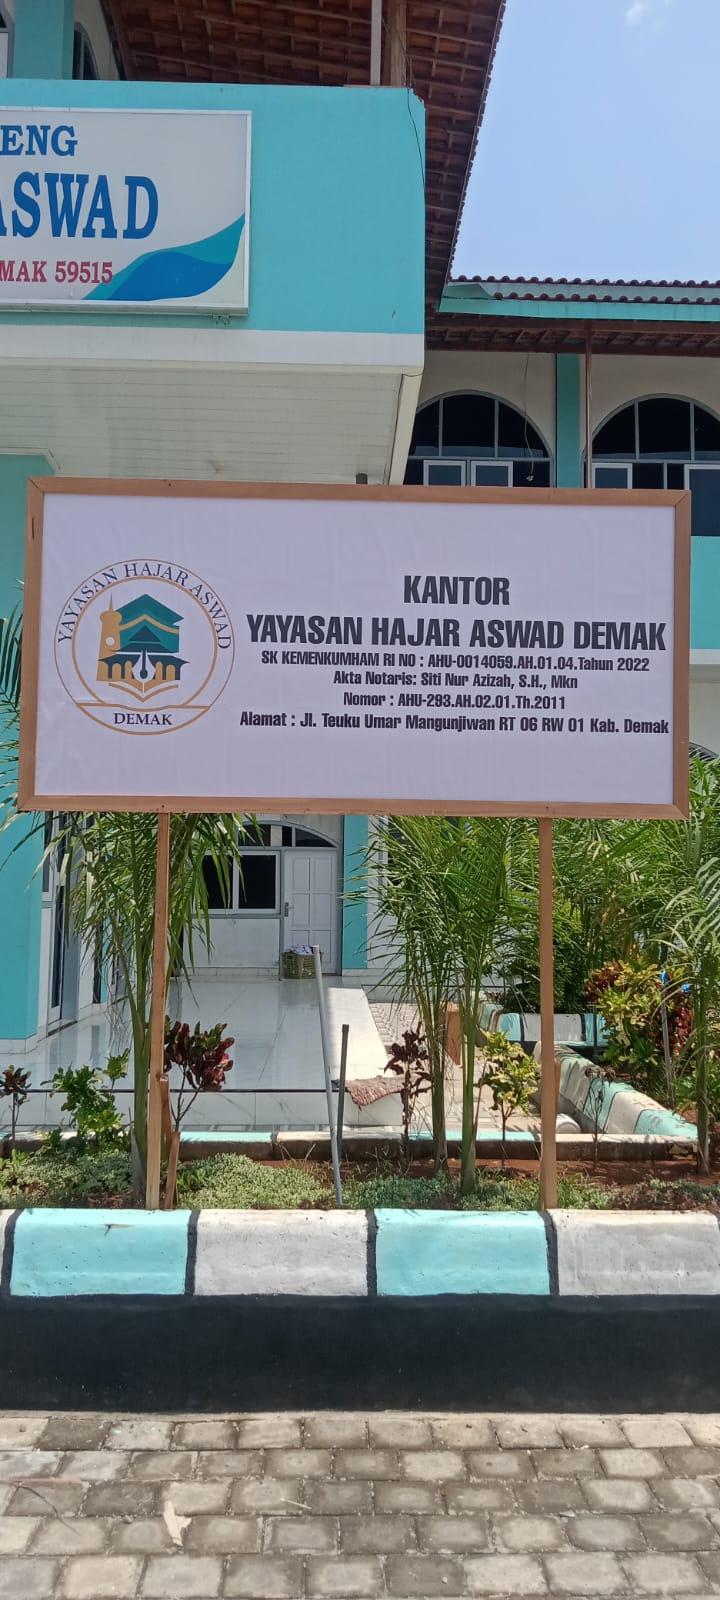 ENG
ASWAD
MAK 59515
YAYASAN HAJAR ASWAD
DEMAK
KANTOR
YAYASAN HAJAR ASWAD DEMAK
SK KEMENKUMHAM RI NO : AHU-0014059.AH.01.04.Tahun 2022
Akta Notaris: Siti Nur Azizah, S.H., Mkn
Nomor : AHU-293.AH.02.01.Th.2011
Alamat : Jl. Teuku Umar Mangunjiwan RT 06 RW 01 Kab. Demak